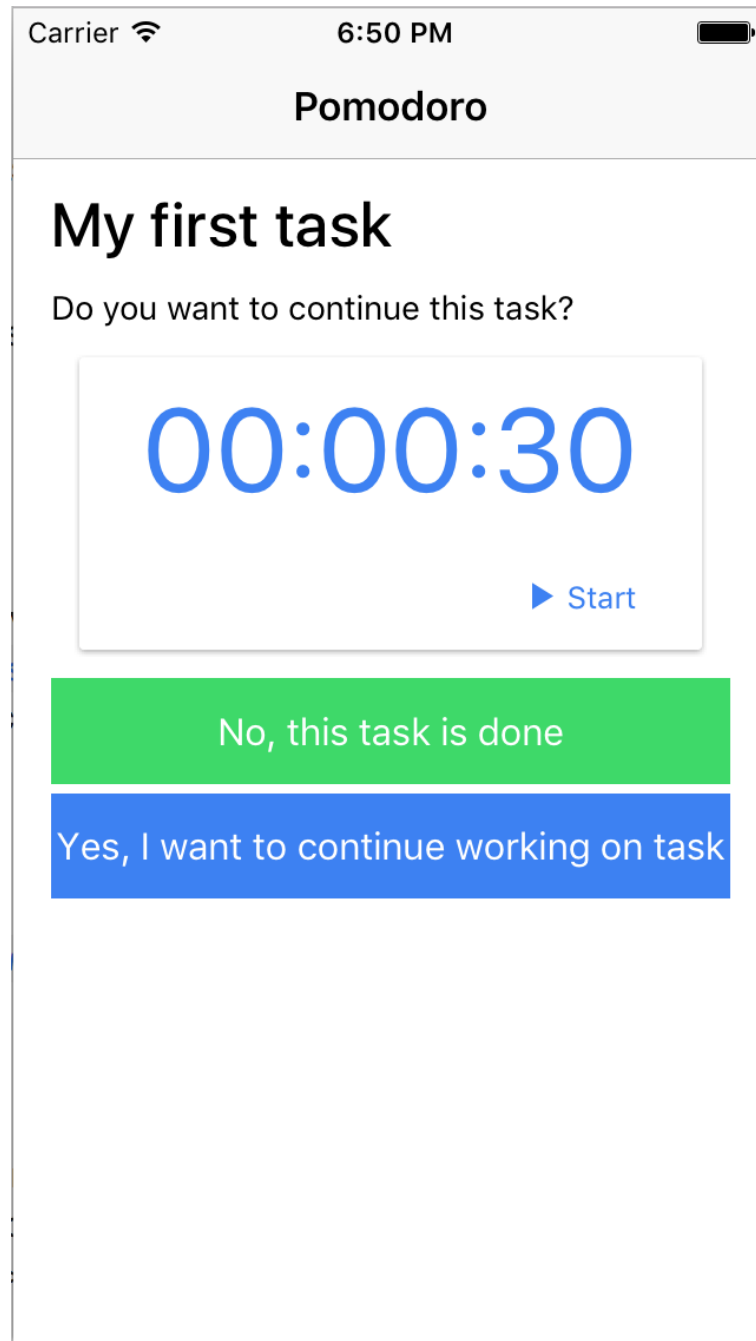 Carrier 6:50 PM
Pomodoro
My first task
Do you want to continue this task?
00:00:30
Start
No, this task is done
Yes, I want to continue working on task